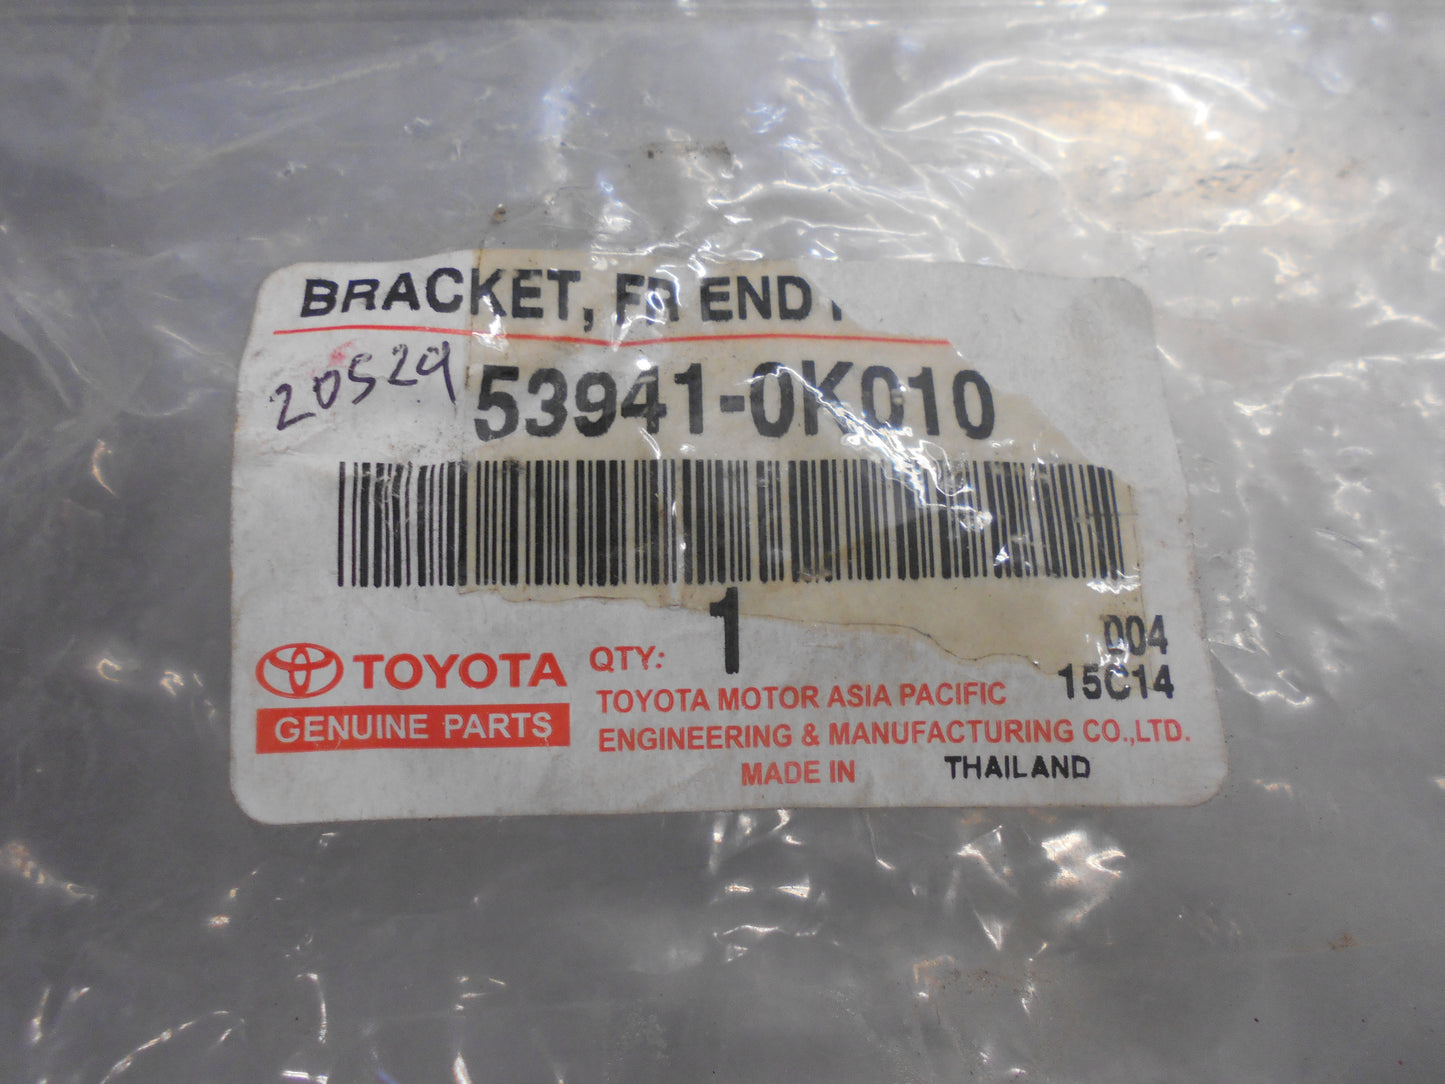 BRACKET, FR END
20529
53941-0K010
1
004
15C14
TOYOTA
GENUINE PARTS
QTY:
TOYOTA MOTOR ASIA PACIFIC
ENGINEERING & MANUFACTURING CO.,LTD.
MADE IN THAILAND